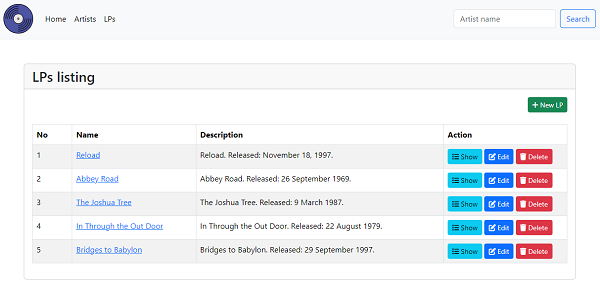 Home Artists LPs Artist name Search
LPs listing
New LP
No Name Description Action
1 Reload Reload. Released: November 18, 1997. Show Edit Delete
2 Abbey Road Abbey Road. Released: 26 September 1969. Show Edit Delete
3 The Joshua Tree The Joshua Tree. Released: 9 March 1987. Show Edit Delete
4 In Through the Out Door In Through the Out Door. Released: 22 August 1979. Show Edit Delete
5 Bridges to Babylon Bridges to Babylon. Released: 29 September 1997. Show Edit Delete